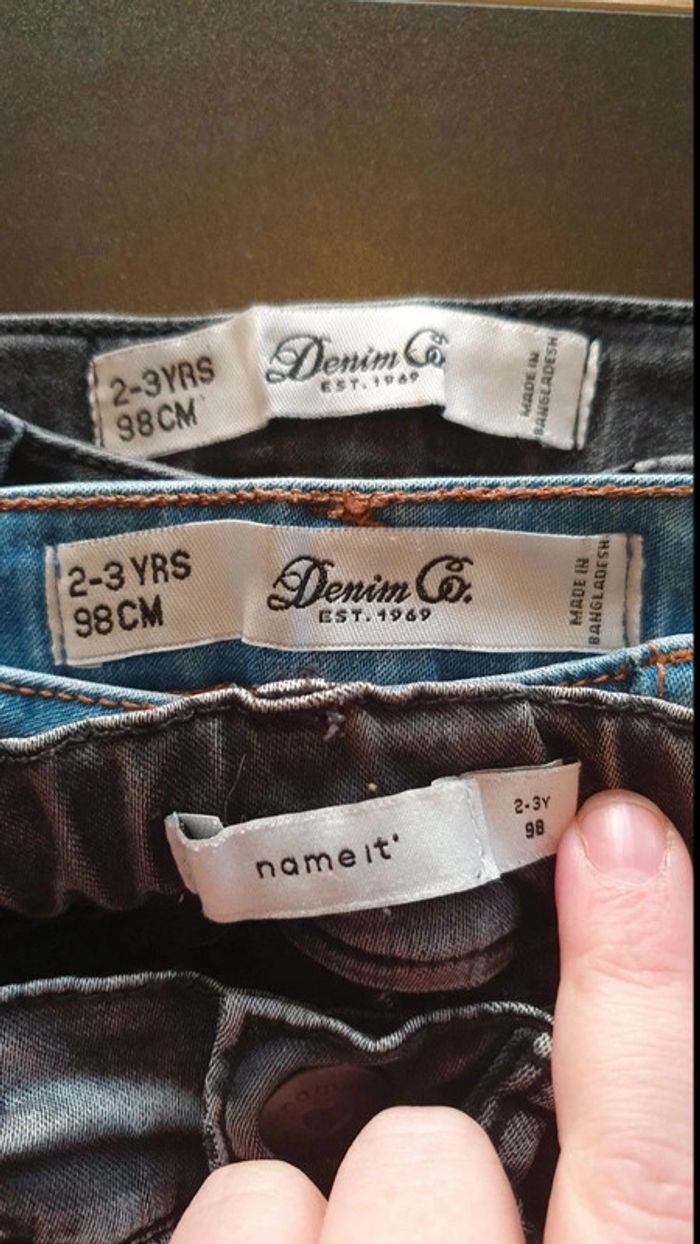 2-3YRS
98CM
Denim Co.
EST. 1969
MADE IN
BANGLADESH
2-3 YRS
98CM
Denim Co.
EST. 1969
MADE IN
BANGLADESH
name it
2-3Y
98